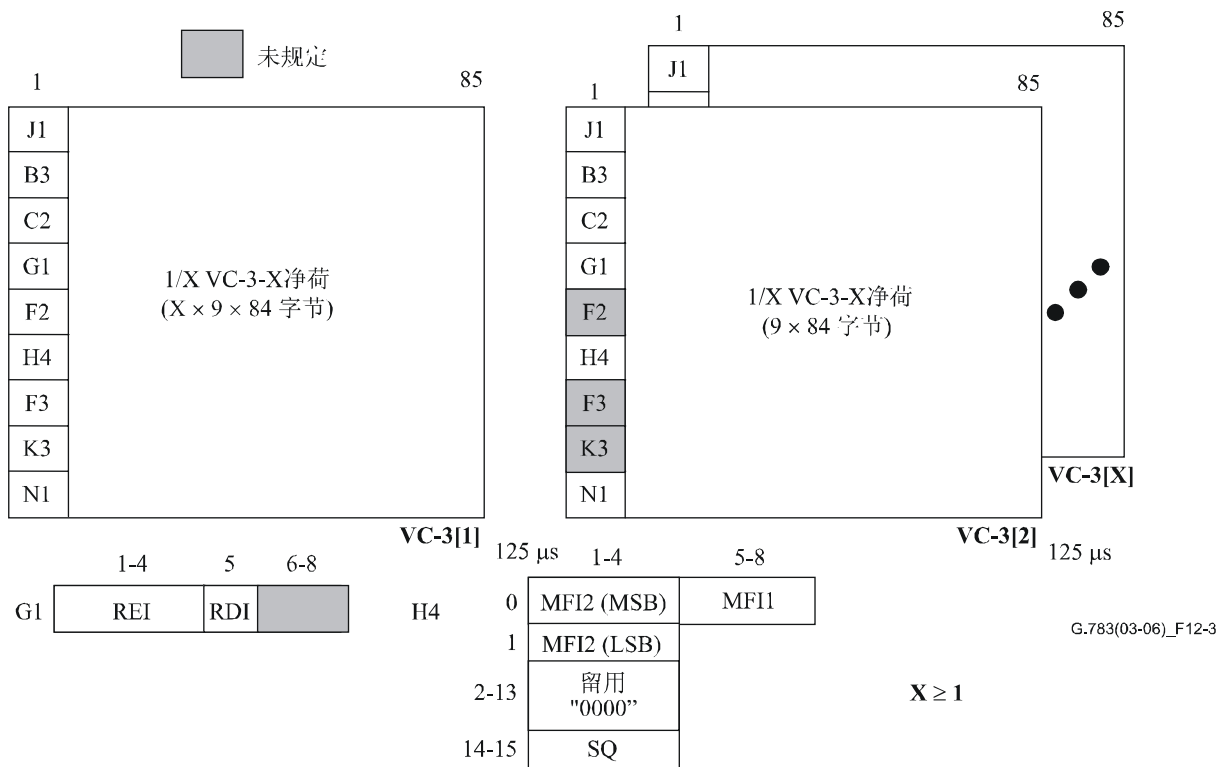 未规定
1
85
J1
B3
C2
G1
F2
H4
F3
K3
N1
1/X VC-3-X净荷
(X × 9 × 84 字节)
VC-3[1]
125 μs
1
85
J1
1
85
J1
B3
C2
G1
F2
H4
F3
K3
N1
1/X VC-3-X净荷
(9 × 84 字节)
VC-3[X]
VC-3[2]
125 μs
1-4
5
6-8
G1
REI
RDI
H4
1-4
5-8
0
MFI2 (MSB)
MFI1
1
MFI2 (LSB)
2-13
留用
"0000”
14-15
SQ
X ≥ 1
G.783(03-06)_F12-3